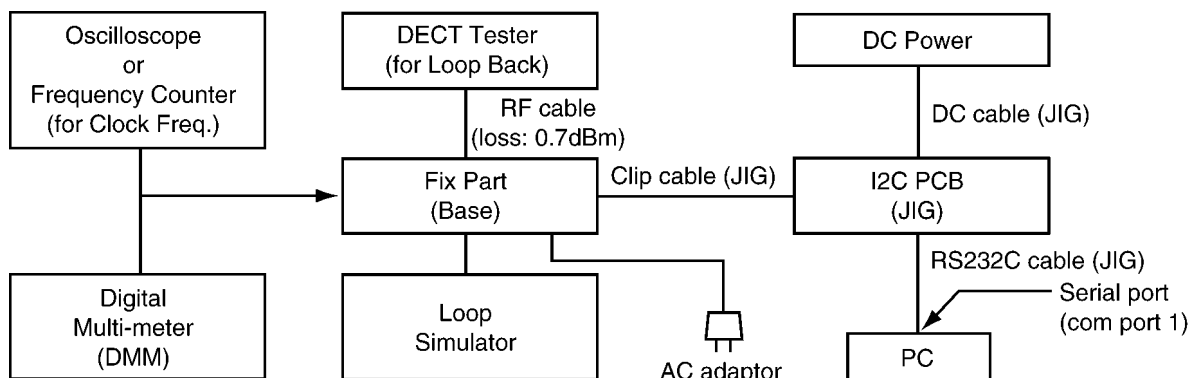 Oscilloscope
or
Frequency Counter
(for Clock Freq.)
DECT Tester
(for Loop Back)
DC Power
RF cable
(loss: 0.7dBm)
DC cable (JIG)
Fix Part
(Base)
Clip cable (JIG)
I2C PCB
(JIG)
RS232C cable (JIG)
Digital
Multi-meter
(DMM)
Loop
Simulator
AC adaptor
Serial port
(com port 1)
PC